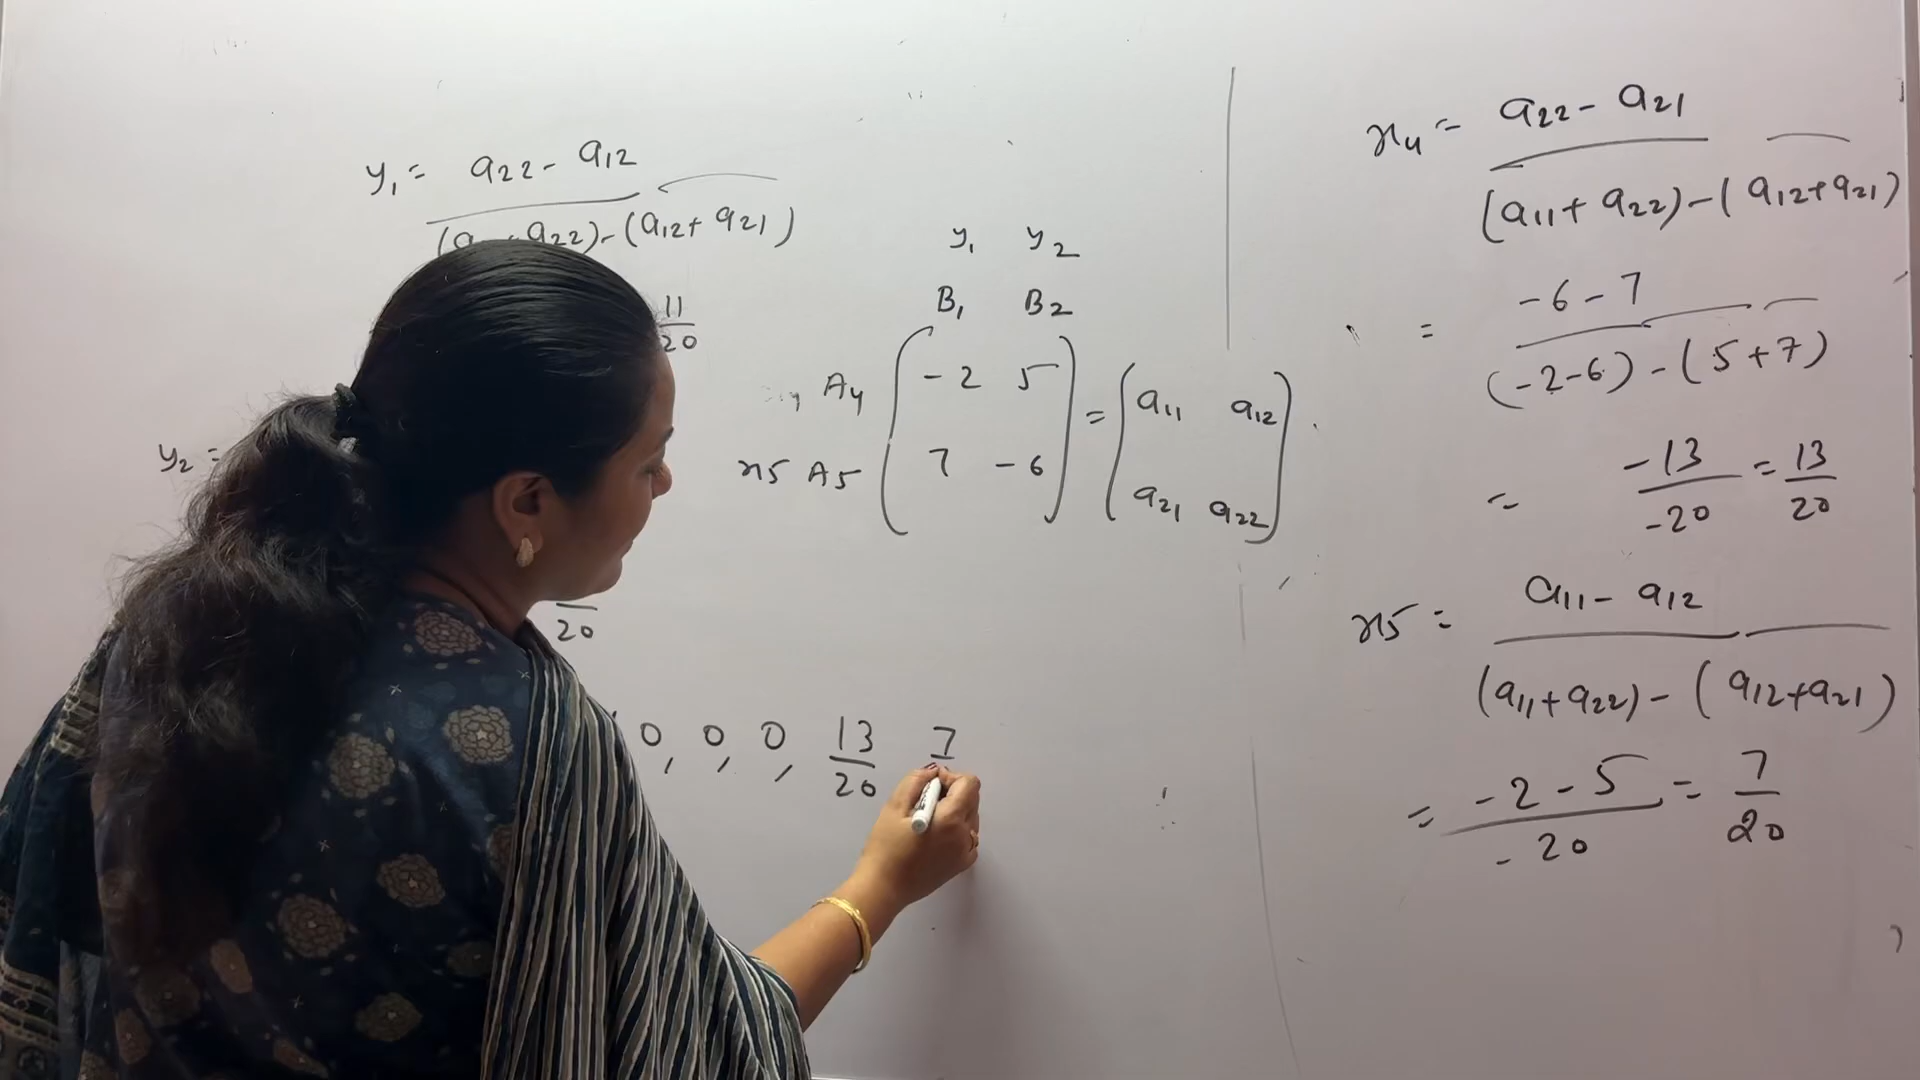 y₁ = a22 - a12
a22) - (a12 + a21)
11
20
y2 =
20
0, 0, 0, 13/20 7
y₁ y2
B₁ B2
A4 ( -2 5 ) = ( a11 a12 )
x5 A5 ( 7 -6 ) ( a21 a22 )
x4 = a22 - a21
(a11 + a22) - (a12 + a21)
= -6 - 7
(-2-6) - (5+7)
= -13/-20 = 13/20
x5 = a11 - a12
(a11 + a22) - (a12 + a21)
= -2 - 5/-20 = 7/20